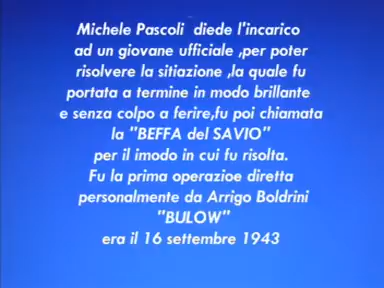 Michele Pascoli diede l'incarico
ad un giovane ufficiale ,per poter
risolvere la sitiazione ,la quale fu
portata a termine in modo brillante
e senza colpo a ferire,fu poi chiamata
la "BEFFA del SAVIO"
per il imodo in cui fu risolta.
Fu la prima operazioe diretta
personalmente da Arrigo Boldrini
"BULOW"
era il 16 settembre 1943